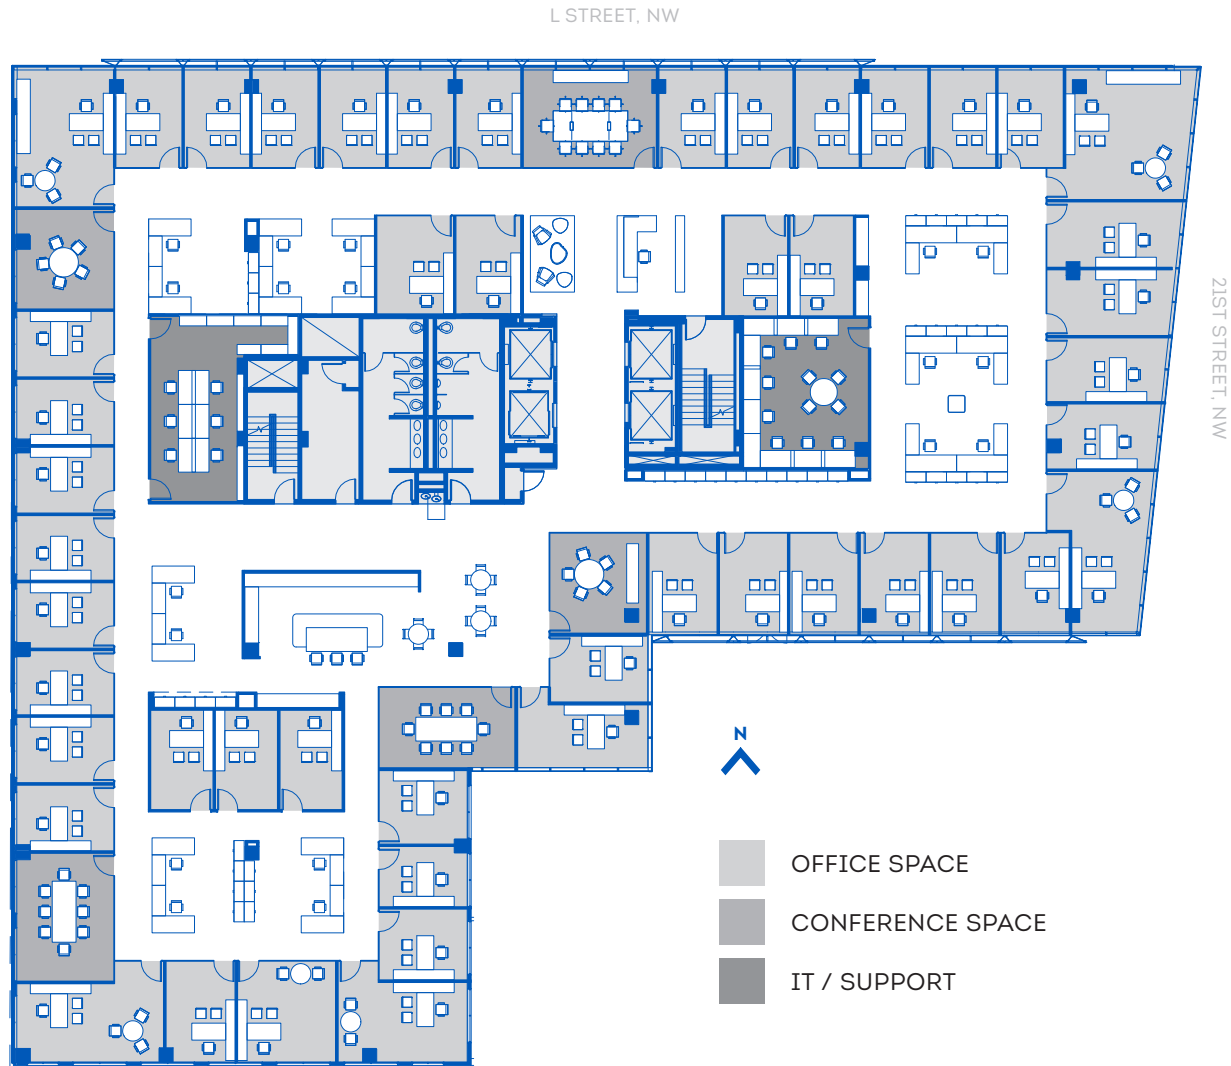 L STREET, NW
21ST STREET, NW
N
OFFICE SPACE
CONFERENCE SPACE
IT / SUPPORT